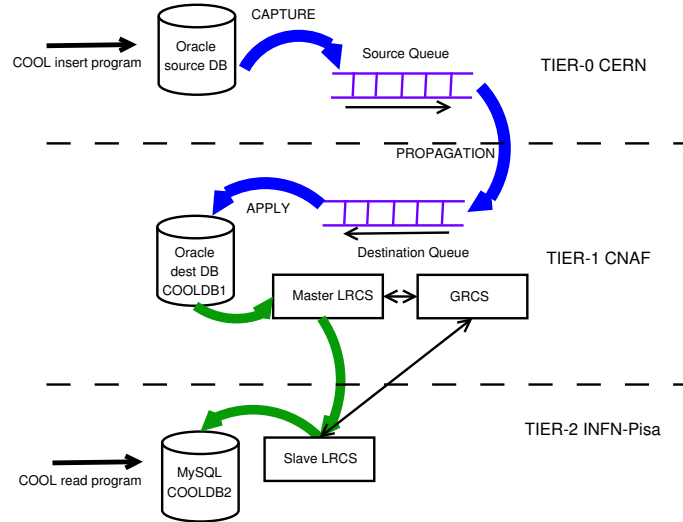 CAPTURE
Oracle
source DB
COOL insert program
Source Queue
TIER-0 CERN
PROPAGATION
APPLY
Oracle
dest DB
COOLDB1
Destination Queue
TIER-1 CNAF
Master LRCS
GRCS
TIER-2 INFN-Pisa
Slave LRCS
MySQL
COOLDB2
COOL read program